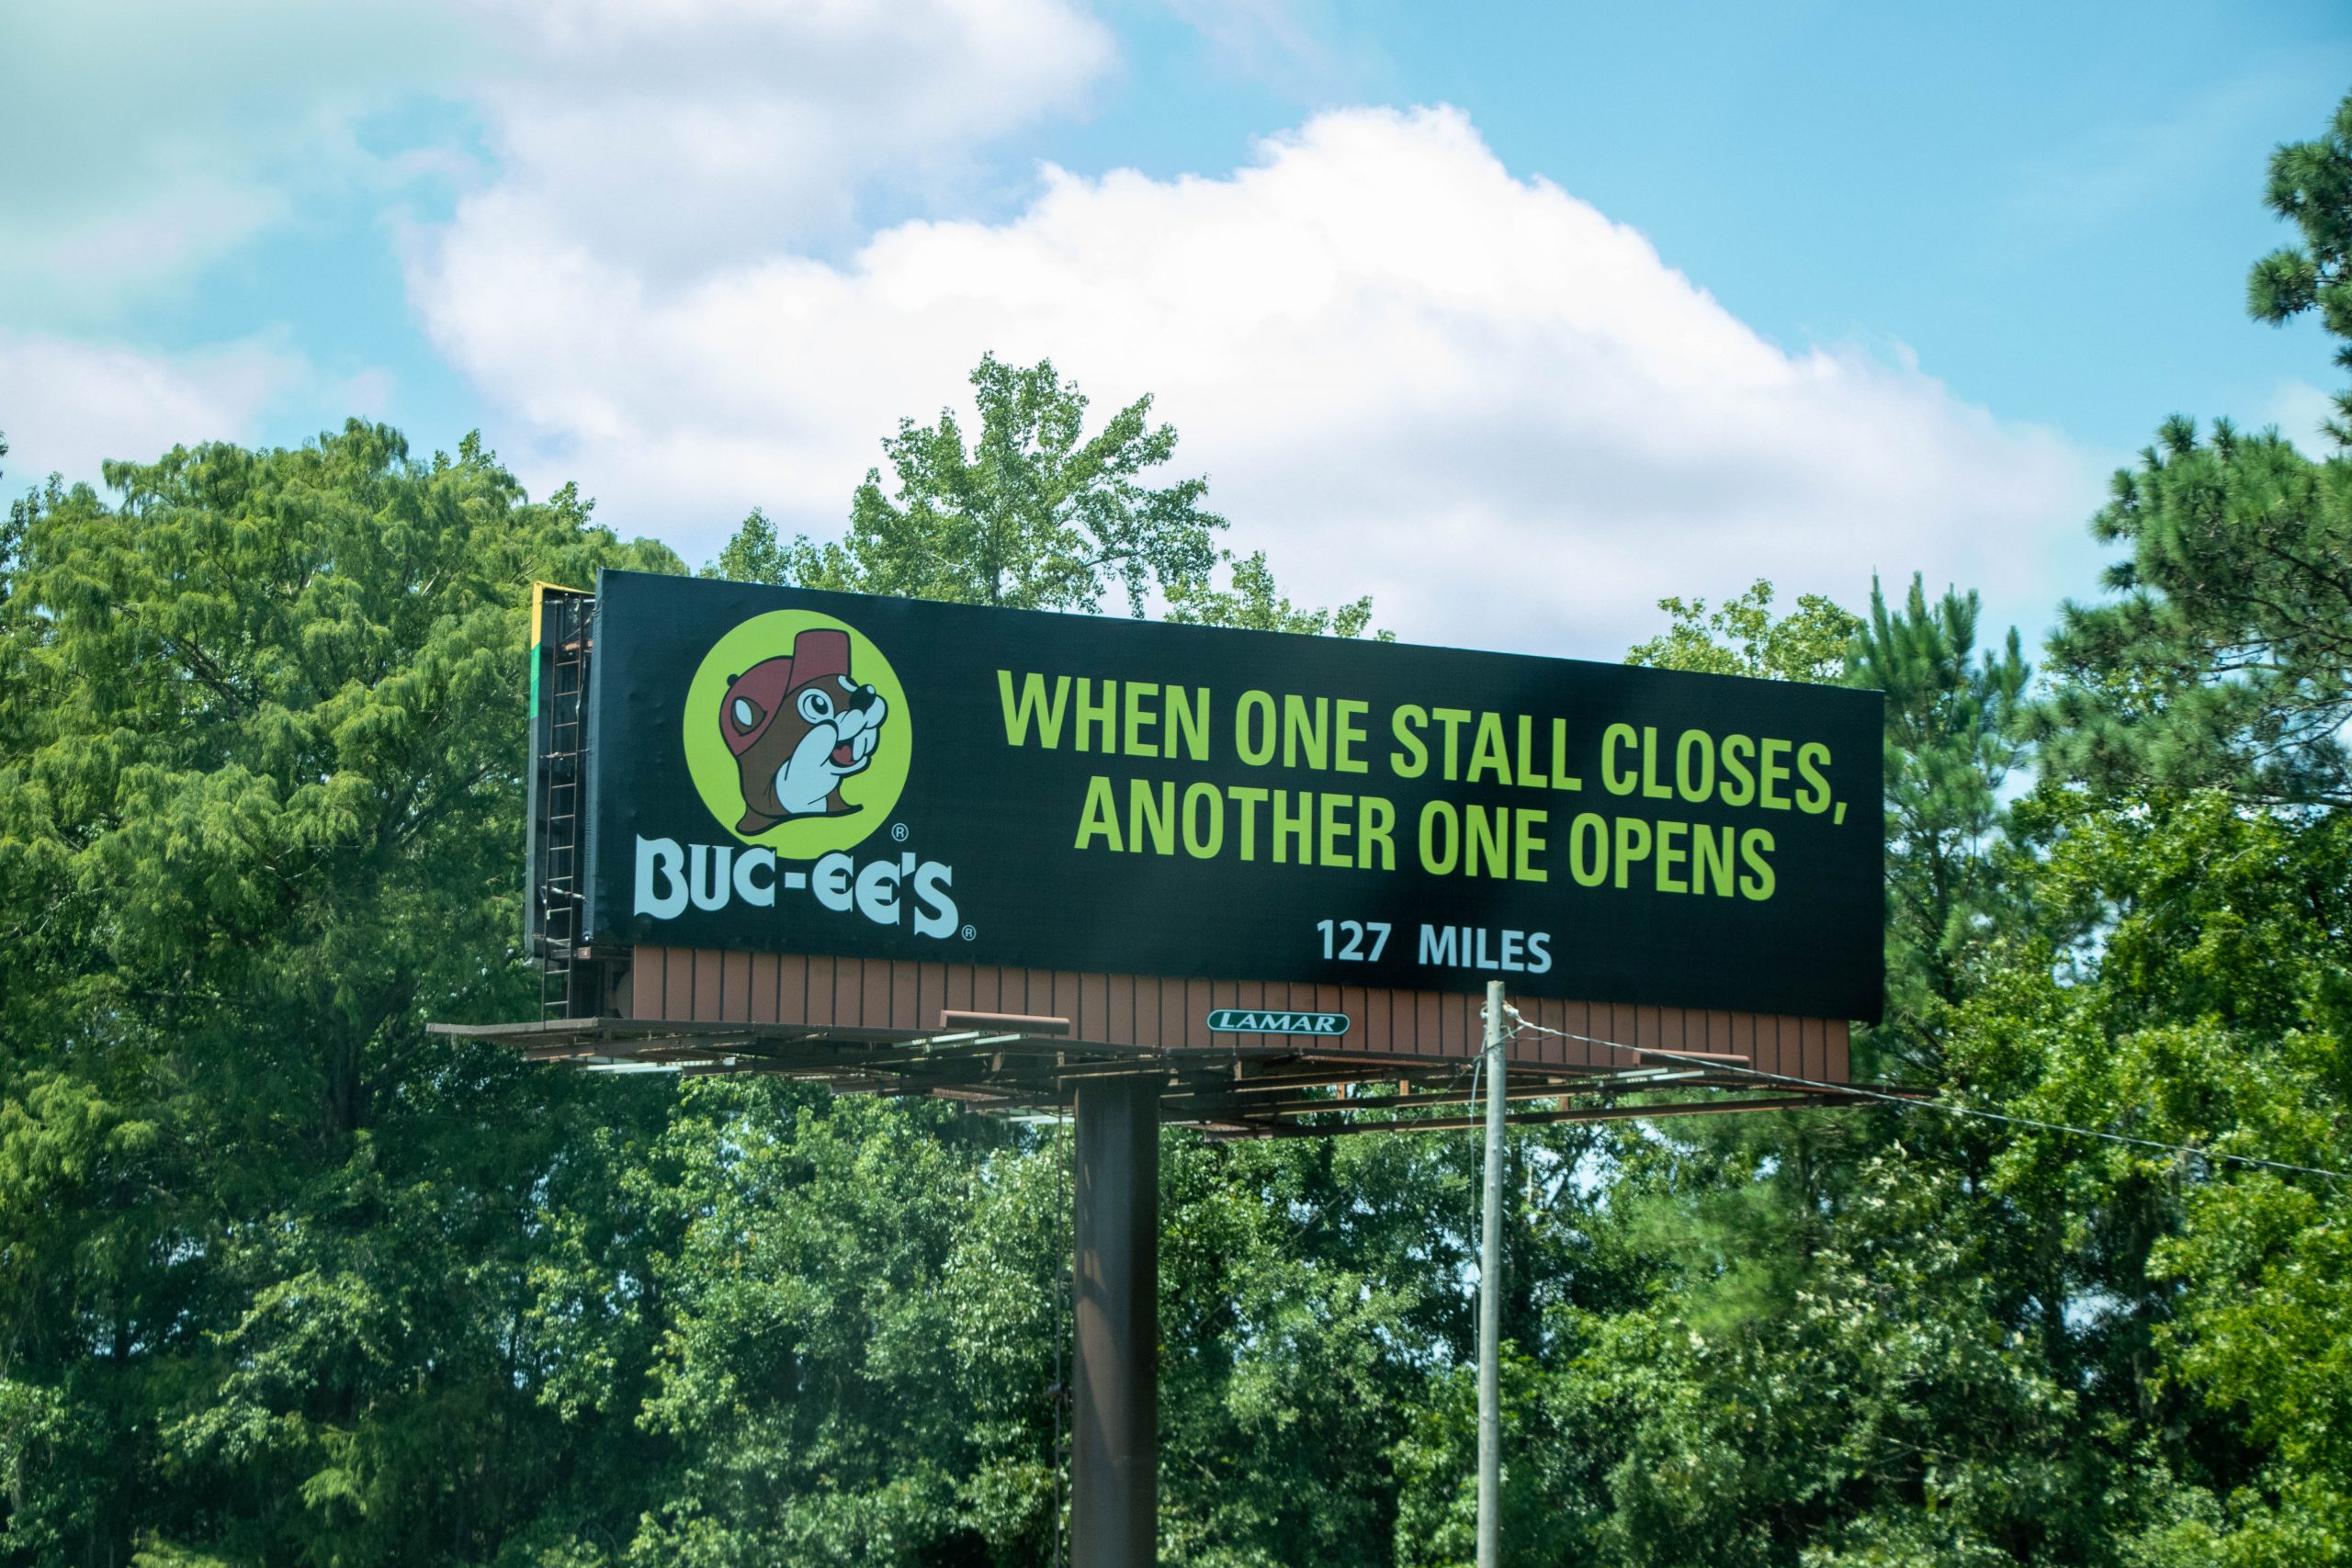 BUC-EE'S®
®
WHEN ONE STALL CLOSES,
ANOTHER ONE OPENS
127 MILES
LAMAR